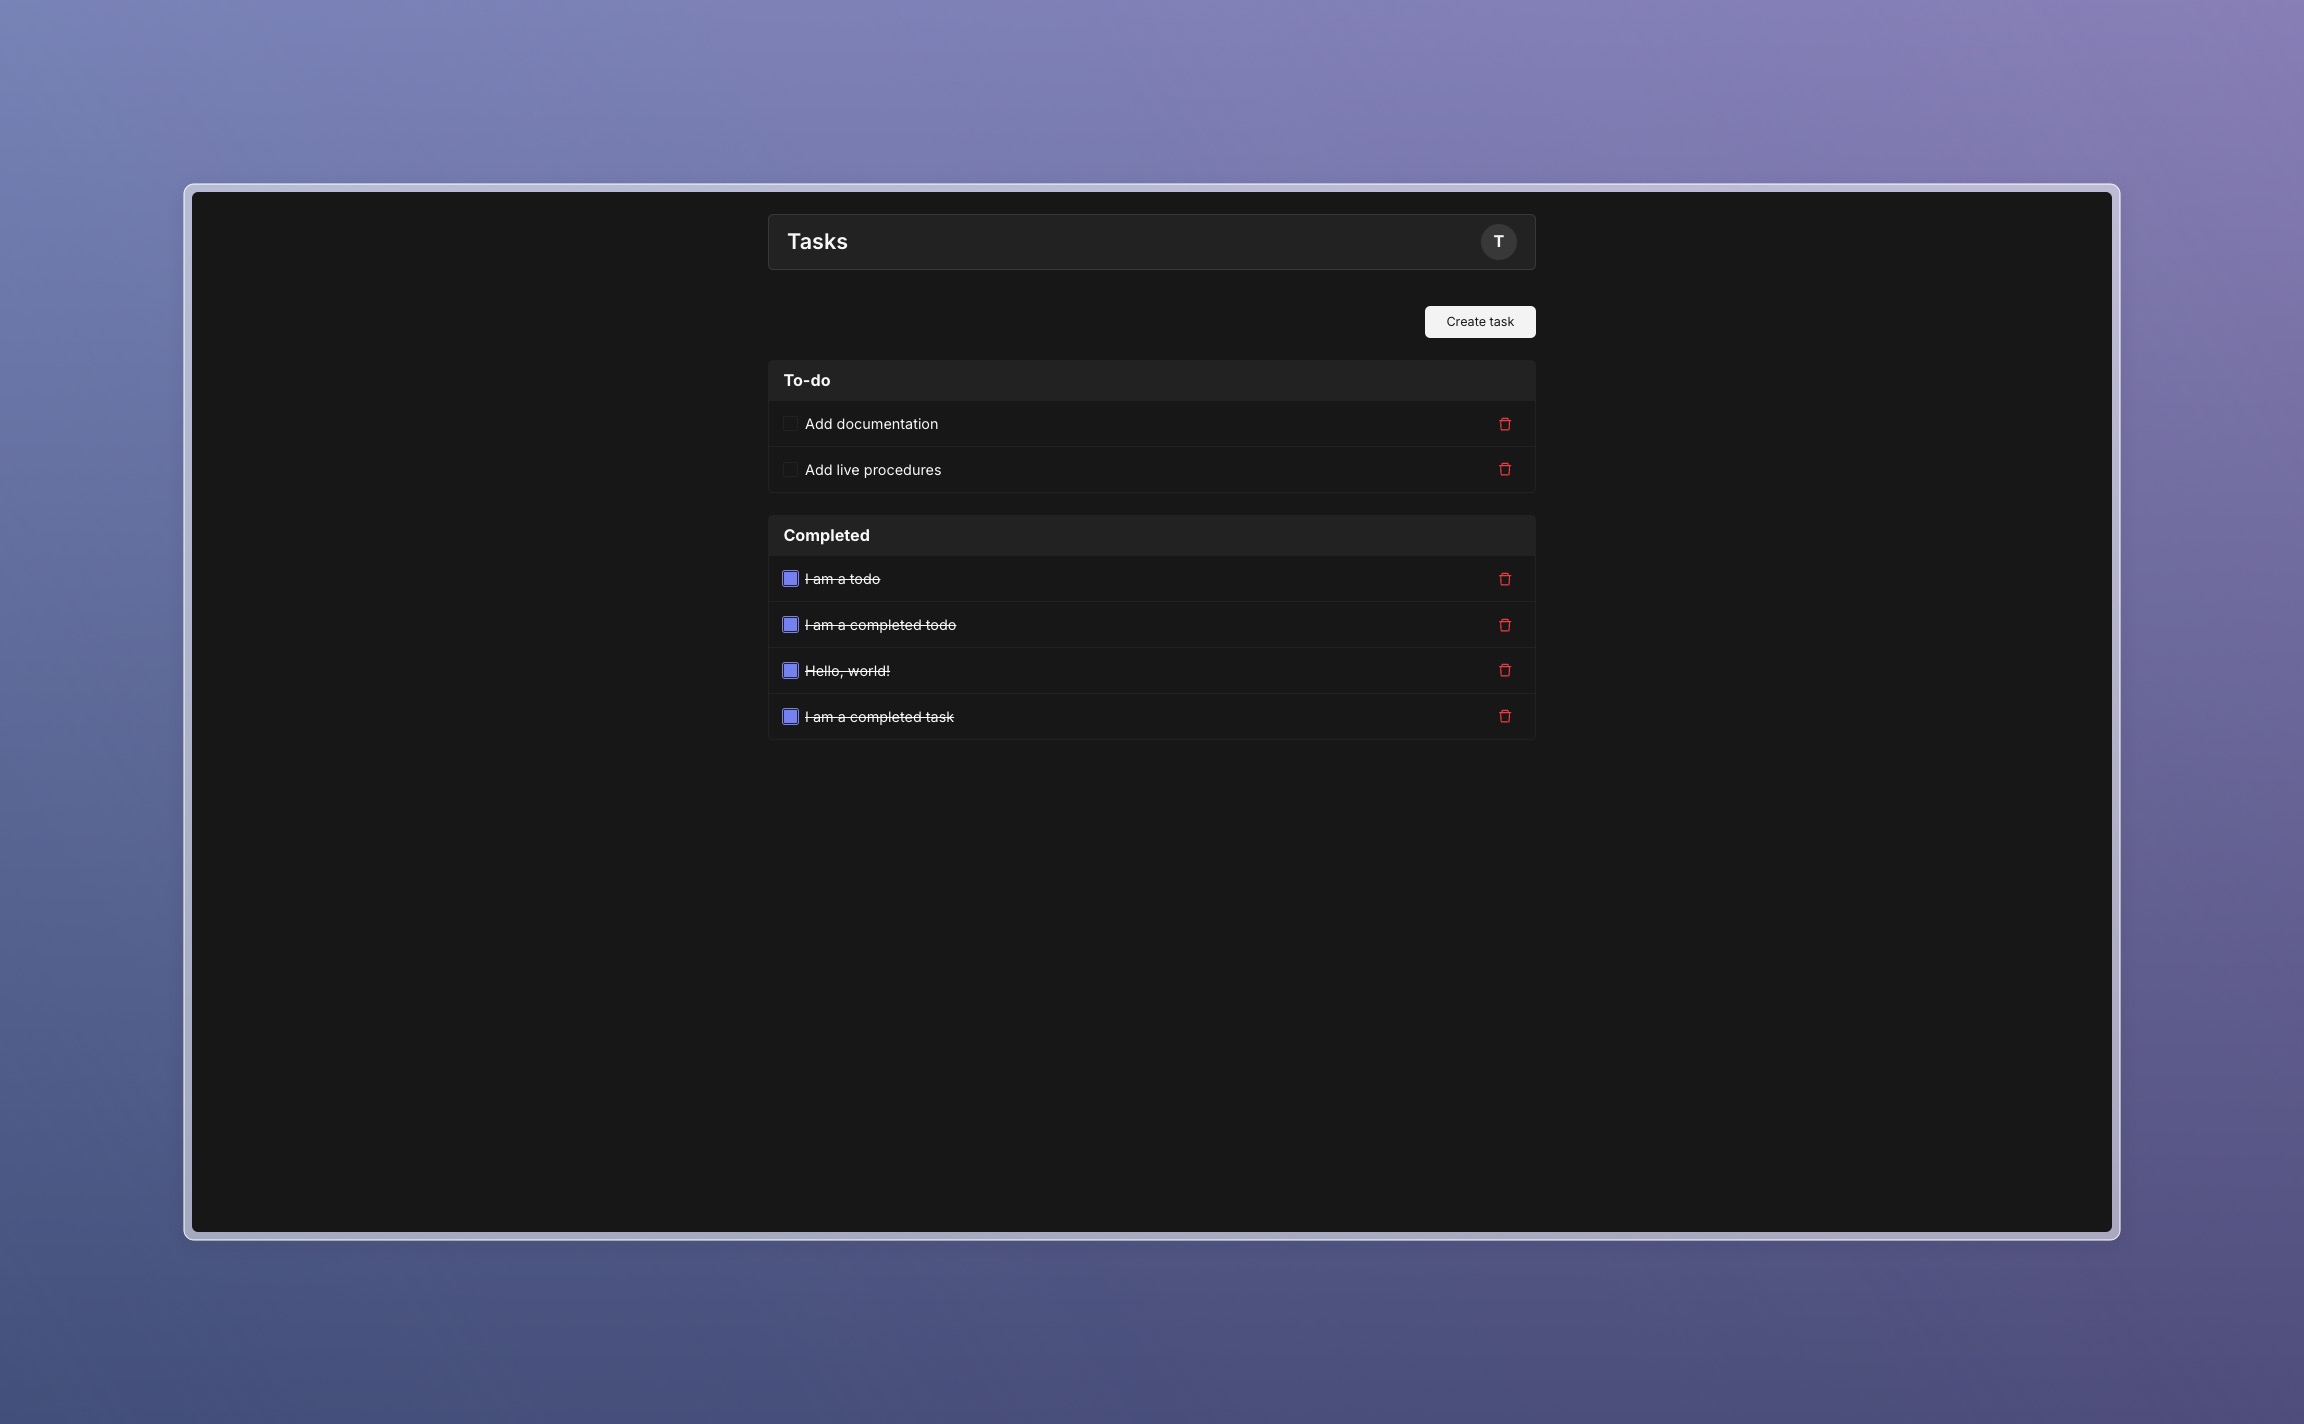 Tasks
T
Create task
To-do
Add documentation
Add live procedures
Completed
I am a todo
I am a completed todo
Hello, world!
I am a completed task